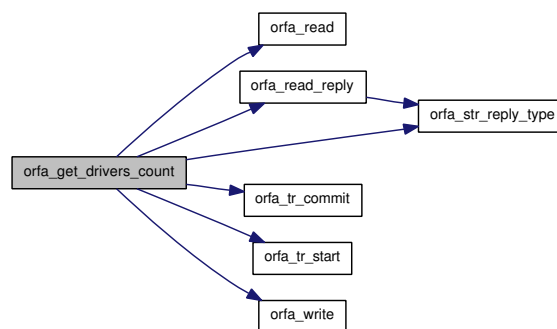 orfa_read
orfa_read_reply
orfa_str_reply_type
orfa_get_drivers_count
orfa_tr_commit
orfa_tr_start
orfa_write